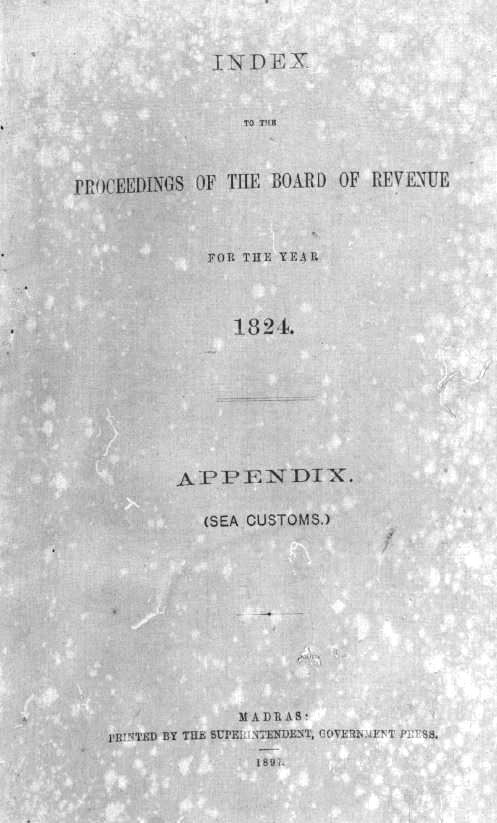 INDEX
TO THE
PROCEEDINGS OF THE BOARD OF REVENUE
FOR THE YEAR
1824.
APPENDIX.
(SEA CUSTOMS.)
MADRAS:
PRINTED BY THE SUPERINTENDENT, GOVERNMENT PRESS.